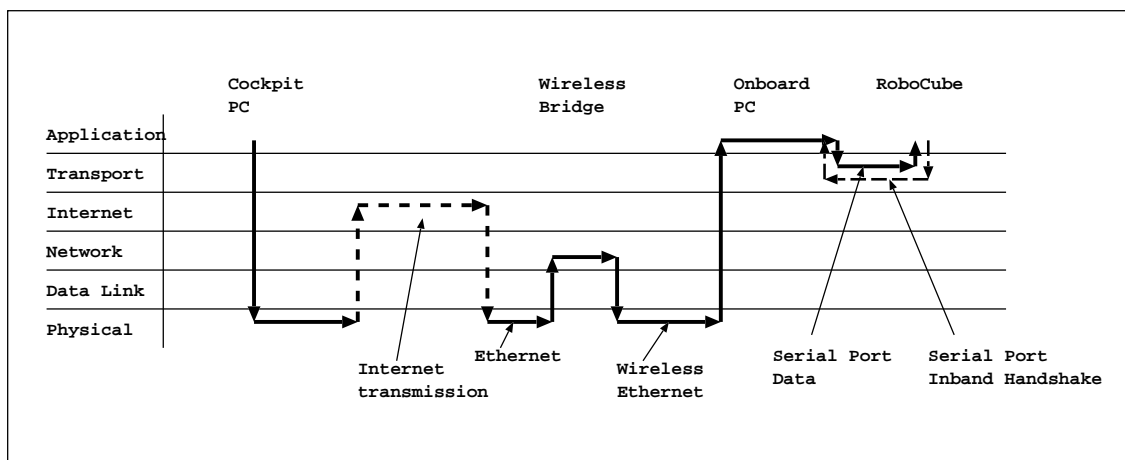 Cockpit
PC
Wireless
Bridge
Onboard
PC
RoboCube
Application
Transport
Internet
Network
Data Link
Physical
Internet
transmission
Ethernet
Wireless
Ethernet
Serial Port
Data
Serial Port
Inband Handshake